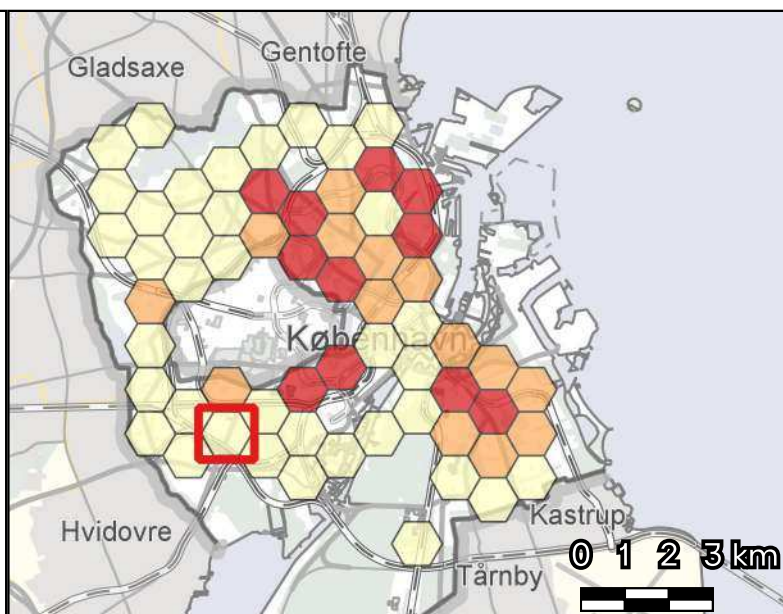 Gentofte
Gladsaxe
København
Hvidovre
Kastrup
0 1 2 3 km
Tårnby